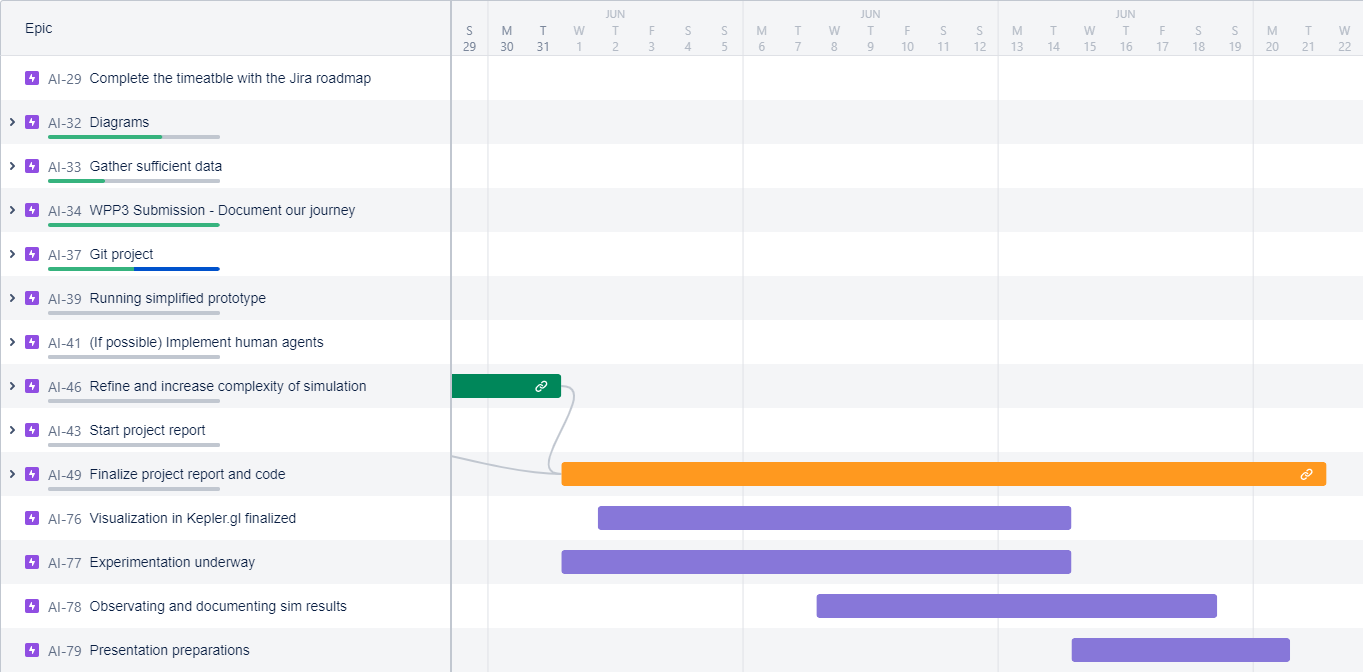 Epic
JUN JUN JUN
S M T W T F S S M T W T F S S M T W T F S S M T W
29 30 31 1 2 3 4 5 6 7 8 9 10 11 12 13 14 15 16 17 18 19 20 21 22
AI-29 Complete the timeatble with the Jira roadmap
AI-32 Diagrams
AI-33 Gather sufficient data
AI-34 WPP3 Submission - Document our journey
AI-37 Git project
AI-39 Running simplified prototype
AI-41 (If possible) Implement human agents
AI-46 Refine and increase complexity of simulation
AI-43 Start project report
AI-49 Finalize project report and code
AI-76 Visualization in Kepler.gl finalized
AI-77 Experimentation underway
AI-78 Observating and documenting sim results
AI-79 Presentation preparations